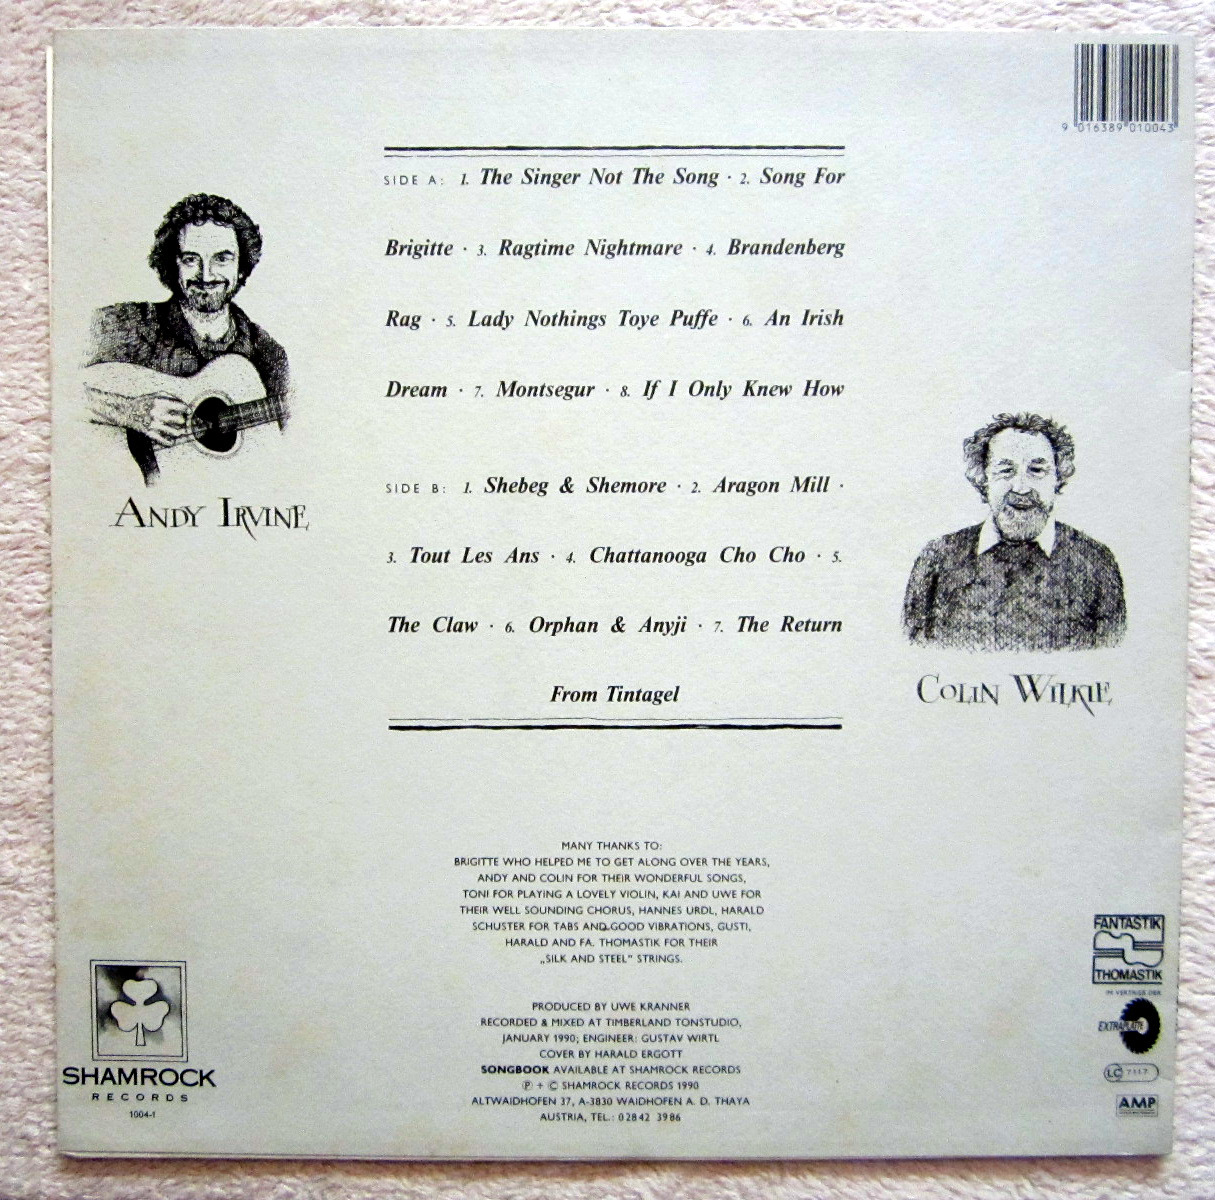 9 016389 010043
SIDE A: 1. The Singer Not The Song · 2. Song For
Brigitte · 3. Ragtime Nightmare · 4. Brandenberg
Rag · 5. Lady Nothings Toye Puffe · 6. An Irish
Dream · 7. Montsegur · 8. If I Only Knew How
SIDE B: 1. Shebeg & Shemore · 2. Aragon Mill ·
3. Tout Les Ans · 4. Chattanooga Cho Cho · 5.
The Claw · 6. Orphan & Anyji · 7. The Return
From Tintagel
ANDY IRVINE
COLIN WILKIE
MANY THANKS TO:
BRIGITTE WHO HELPED ME TO GET ALONG OVER THE YEARS,
ANDY AND COLIN FOR THEIR WONDERFUL SONGS,
TONI FOR PLAYING A LOVELY VIOLIN, KAI AND UWE FOR
THEIR WELL SOUNDING CHORUS, HANNES URDL, HARALD
SCHUSTER FOR TABS AND GOOD VIBRATIONS, GUSTI,
HARALD AND FA. THOMASTIK FOR THEIR
„SILK AND STEEL" STRINGS.
PRODUCED BY UWE KRANNER
RECORDED & MIXED AT TIMBERLAND TONSTUDIO,
JANUARY 1990; ENGINEER: GUSTAV WIRTL
COVER BY HARALD ERGOTT
SONGBOOK AVAILABLE AT SHAMROCK RECORDS
℗ + © SHAMROCK RECORDS 1990
ALTWAIDHOFEN 37, A-3830 WAIDHOFEN A. D. THAYA
AUSTRIA, TEL.: 02842 3986
SHAMROCK
RECORDS
1004-1
FANTASTIK
THOMASTIK
IM VERTRIEB DER
EXTRAPLATTE
LC 7117
AMP